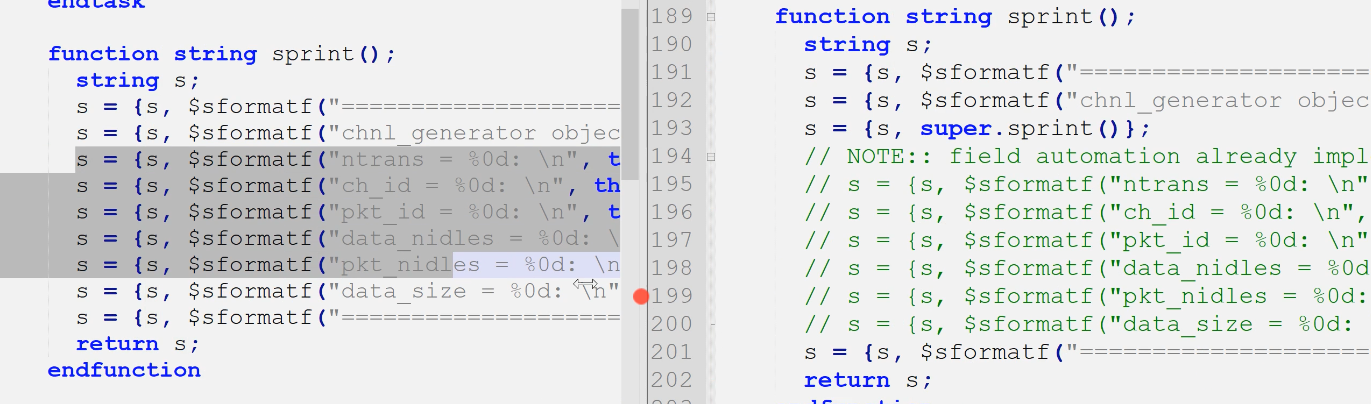 endtask
function string sprint();
string s;
s = {s, $sformatf("====================
s = {s, $sformatf("chnl_generator objec
s = {s, $sformatf("ntrans = %0d: \n", t
s = {s, $sformatf("ch_id = %0d: \n", th
s = {s, $sformatf("pkt_id = %0d: \n", t
s = {s, $sformatf("data_nidles = %0d: \
s = {s, $sformatf("pkt_nidles = %0d: \n
s = {s, $sformatf("data_size = %0d: \n"
s = {s, $sformatf("====================
return s;
endfunction
189 function string sprint();
190 string s;
191 s = {s, $sformatf("====================
192 s = {s, $sformatf("chnl_generator objec
193 s = {s, super.sprint()};
194 // NOTE:: field automation already impl
195 // s = {s, $sformatf("ntrans = %0d: \n"
196 // s = {s, $sformatf("ch_id = %0d: \n",
197 // s = {s, $sformatf("pkt_id = %0d: \n"
198 // s = {s, $sformatf("data_nidles = %0d
199 // s = {s, $sformatf("pkt_nidles = %0d:
200 // s = {s, $sformatf("data_size = %0d:
201 s = {s, $sformatf("====================
202 return s;